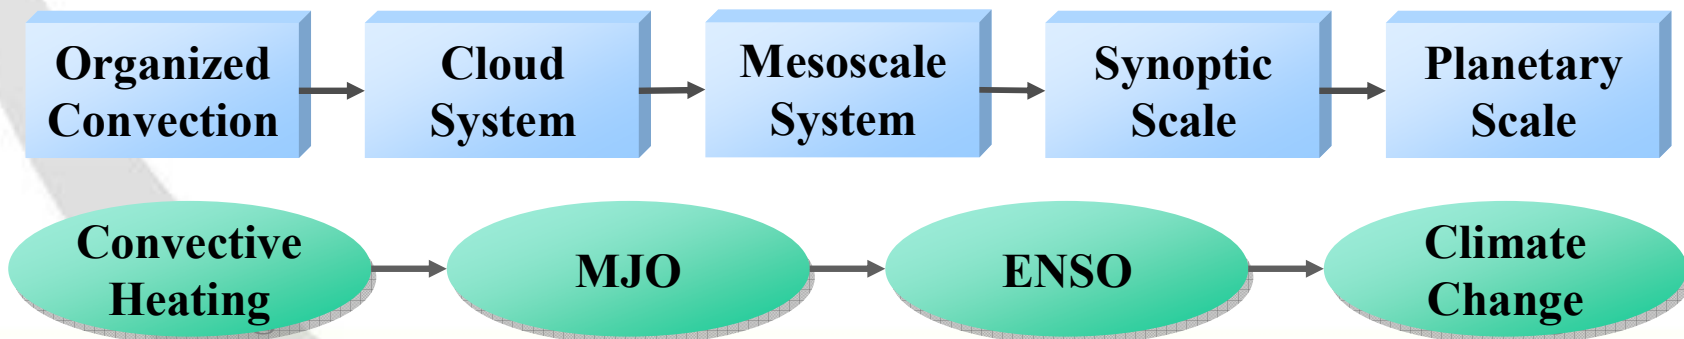 Organized
Convection
Cloud
System
Mesoscale
System
Synoptic
Scale
Planetary
Scale
Convective
Heating
MJO
ENSO
Climate
Change